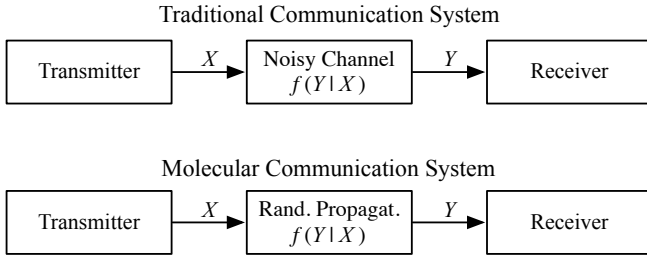 Traditional Communication System
Transmitter
X
Noisy Channel
f(Y|X)
Y
Receiver
Molecular Communication System
Transmitter
X
Rand. Propagat.
f(Y|X)
Y
Receiver